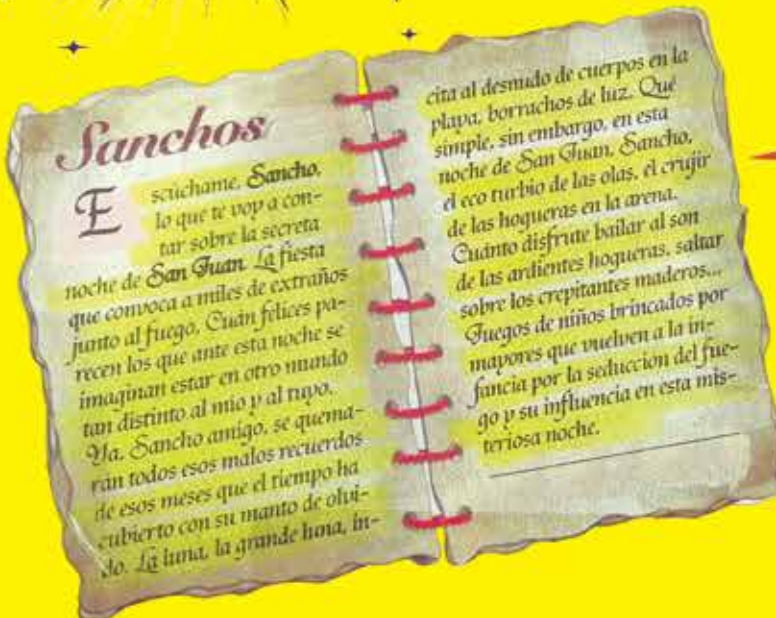 Sanchos
Escúchame, Sancho,
lo que te voy a con-
tar sobre la secreta
noche de San Juan. La fiesta
que convoca a miles de extraños
junto al fuego. Cuán felices pa-
recen los que ante esta noche se
imaginan estar en otro mundo
tan distinto al mio y al tuyo.
Ya, Sancho amigo, se quema-
rán todos esos malos recuerdos
de esos meses que el tiempo ha
cubierto con su manto de olvi-
do. La luna, la grande luna, in-
cita al desnudo de cuerpos en la
playa, borrachos de luz. Qué
simple, sin embargo, en esta
noche de San Juan, Sancho,
el eco turbio de las olas, el crujir
de las hogueras en la arena.
Cuánto disfrute bailar al son
de las ardientes hogueras, saltar
sobre los crepitantes maderos...
Juegos de niños brincados por
mayores que vuelven a la in-
fancia por la seduccion del fue-
go y su influencia en esta mis-
teriosa noche.